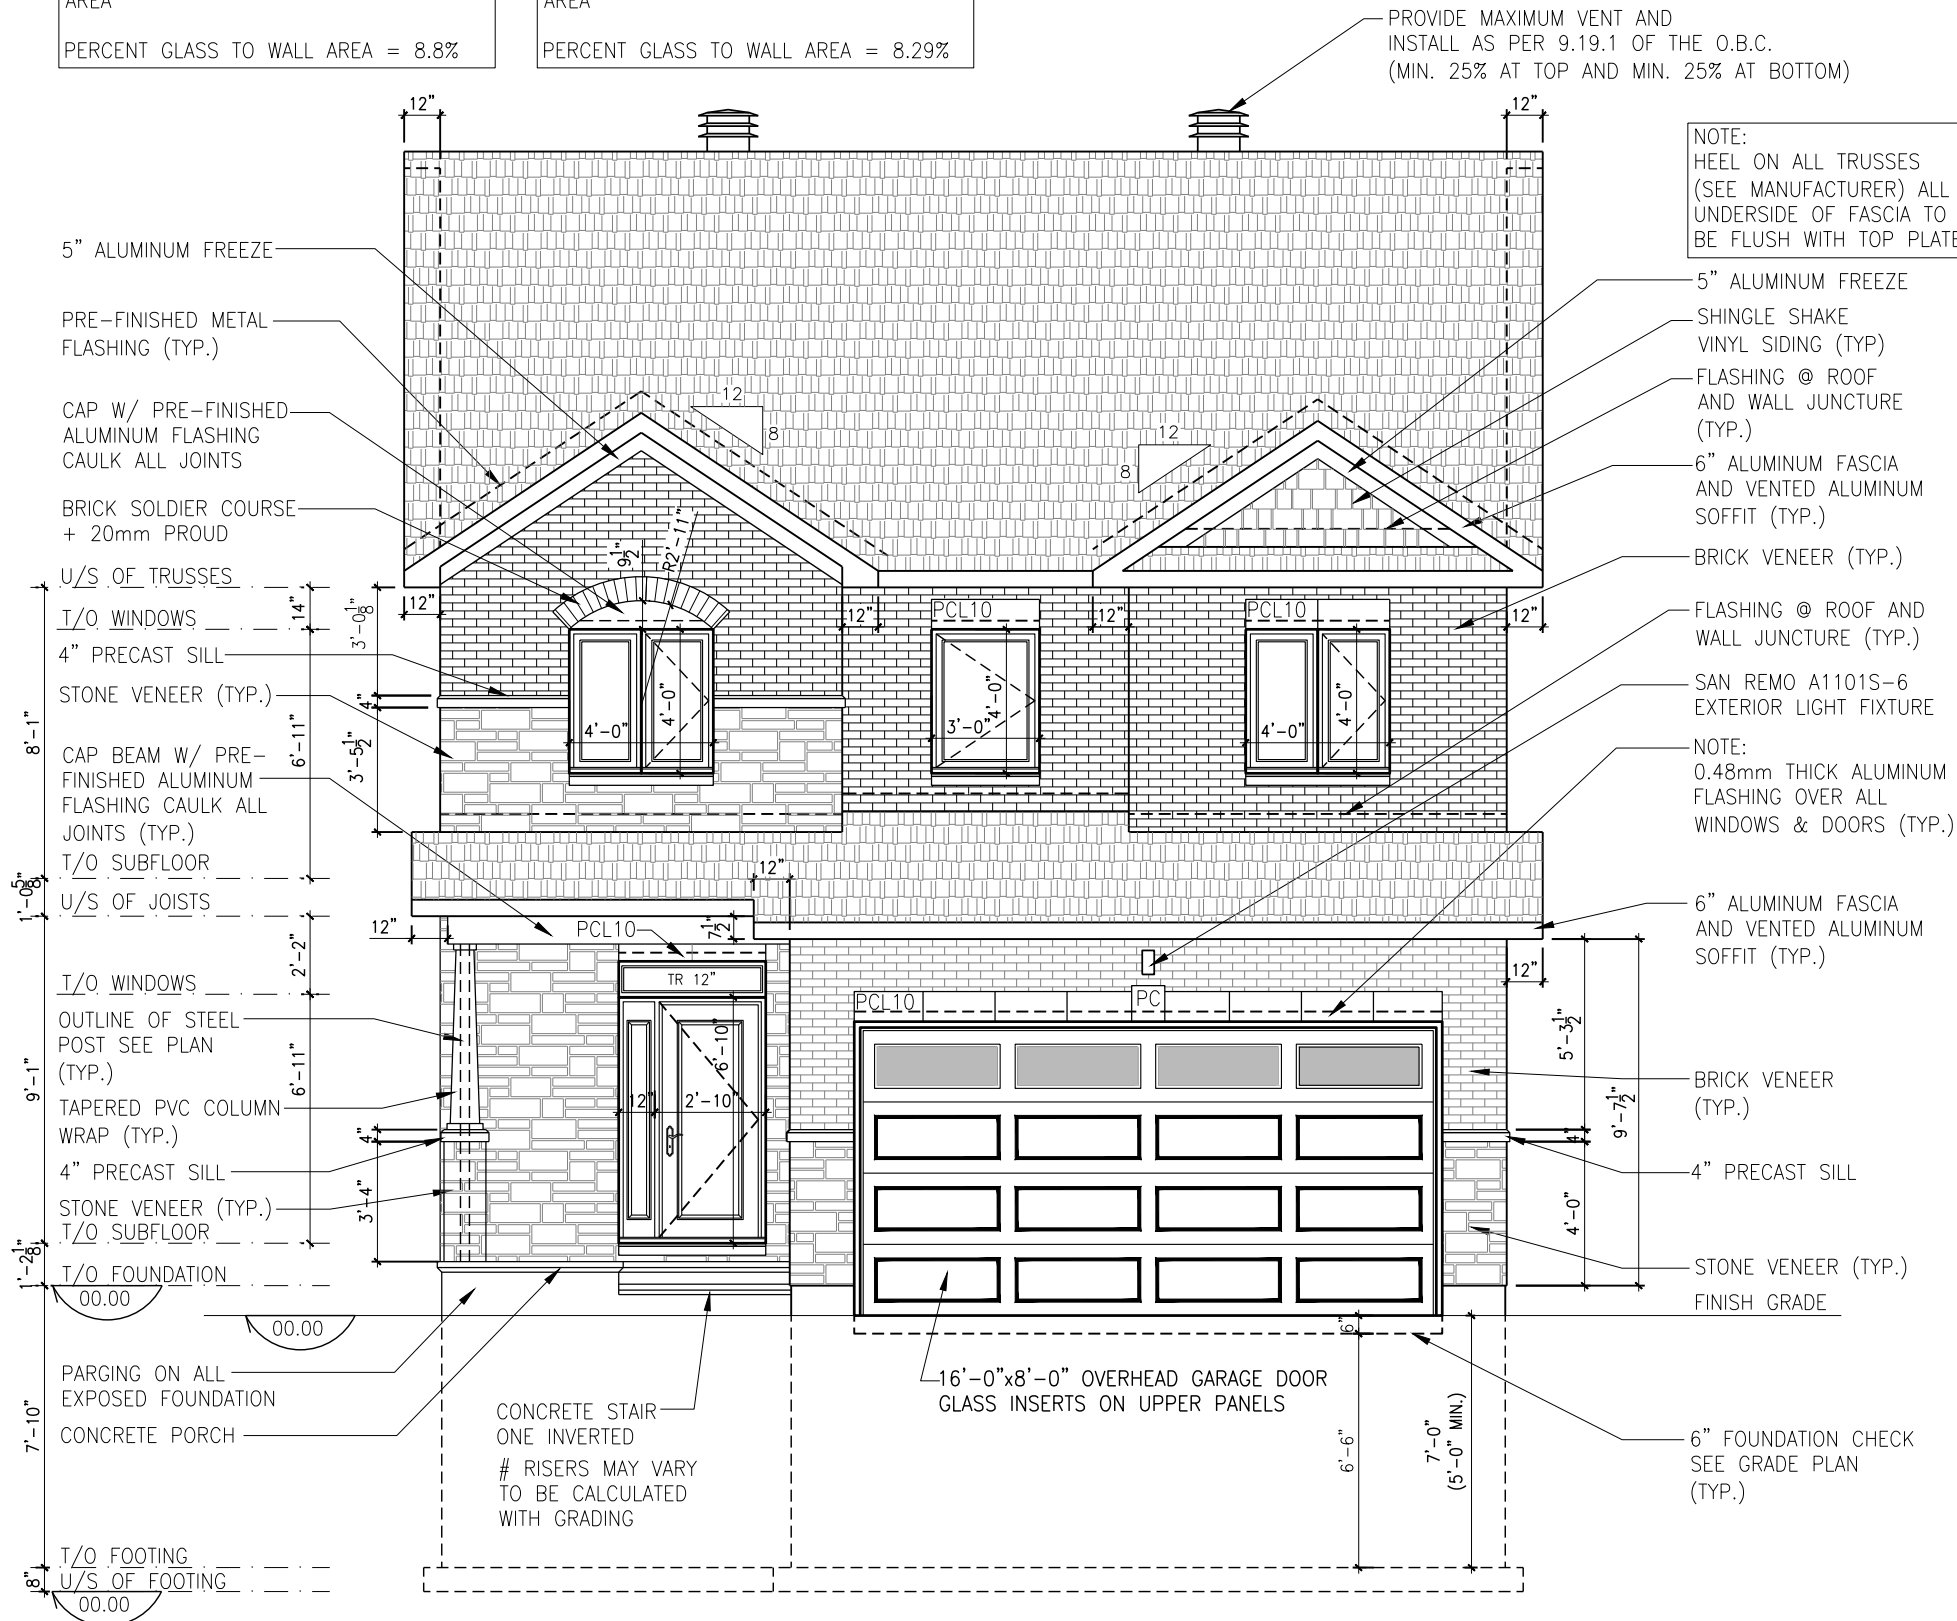 AREA
PERCENT GLASS TO WALL AREA = 8.8%
AREA
PERCENT GLASS TO WALL AREA = 8.29%
PROVIDE MAXIMUM VENT AND
INSTALL AS PER 9.19.1 OF THE O.B.C.
(MIN. 25% AT TOP AND MIN. 25% AT BOTTOM)
12"
12"
NOTE:
HEEL ON ALL TRUSSES
(SEE MANUFACTURER) ALL
UNDERSIDE OF FASCIA TO
BE FLUSH WITH TOP PLATE
5" ALUMINUM FREEZE
PRE-FINISHED METAL
FLASHING (TYP.)
CAP W/ PRE-FINISHED
ALUMINUM FLASHING
CAULK ALL JOINTS
BRICK SOLDIER COURSE
+ 20mm PROUD
U/S OF TRUSSES
T/O WINDOWS
4" PRECAST SILL
STONE VENEER (TYP.)
CAP BEAM W/ PRE-
FINISHED ALUMINUM
FLASHING CAULK ALL
JOINTS (TYP.)
T/O SUBFLOOR
U/S OF JOISTS
T/O WINDOWS
OUTLINE OF STEEL
POST SEE PLAN
(TYP.)
TAPERED PVC COLUMN
WRAP (TYP.)
4" PRECAST SILL
STONE VENEER (TYP.)
T/O SUBFLOOR
T/O FOUNDATION
00.00
00.00
PARGING ON ALL
EXPOSED FOUNDATION
CONCRETE PORCH
T/O FOOTING
U/S OF FOOTING
00.00
8'-1"
1'-0 5/8"
9'-1"
1'-2 1/8"
7'-10"
8"
14"
6'-11"
2'-2"
6'-11"
3'-0 1/8"
4"
3'-5 1/2"
12"
4"
3'-4"
12
8
12
8
9 1/2"
R2'-11"
12"
12"
12"
12"
PCL10
PCL10
4'-0"
4'-0"
3'-0"
4'-0"
4'-0"
4'-0"
12"
7 1/2"
PCL10
TR 12"
6'-10"
12"
2'-10"
PCL10
PC
12"
5'-3 1/2"
4"
4'-0"
9'-7 1/2"
6"
6'-6"
7'-0"
(5'-0" MIN.)
16'-0"x8'-0" OVERHEAD GARAGE DOOR
GLASS INSERTS ON UPPER PANELS
CONCRETE STAIR
ONE INVERTED
# RISERS MAY VARY
TO BE CALCULATED
WITH GRADING
5" ALUMINUM FREEZE
SHINGLE SHAKE
VINYL SIDING (TYP)
FLASHING @ ROOF
AND WALL JUNCTURE
(TYP.)
6" ALUMINUM FASCIA
AND VENTED ALUMINUM
SOFFIT (TYP.)
BRICK VENEER (TYP.)
FLASHING @ ROOF AND
WALL JUNCTURE (TYP.)
SAN REMO A1101S-6
EXTERIOR LIGHT FIXTURE
NOTE:
0.48mm THICK ALUMINUM
FLASHING OVER ALL
WINDOWS & DOORS (TYP.)
6" ALUMINUM FASCIA
AND VENTED ALUMINUM
SOFFIT (TYP.)
BRICK VENEER
(TYP.)
4" PRECAST SILL
STONE VENEER (TYP.)
FINISH GRADE
6" FOUNDATION CHECK
SEE GRADE PLAN
(TYP.)